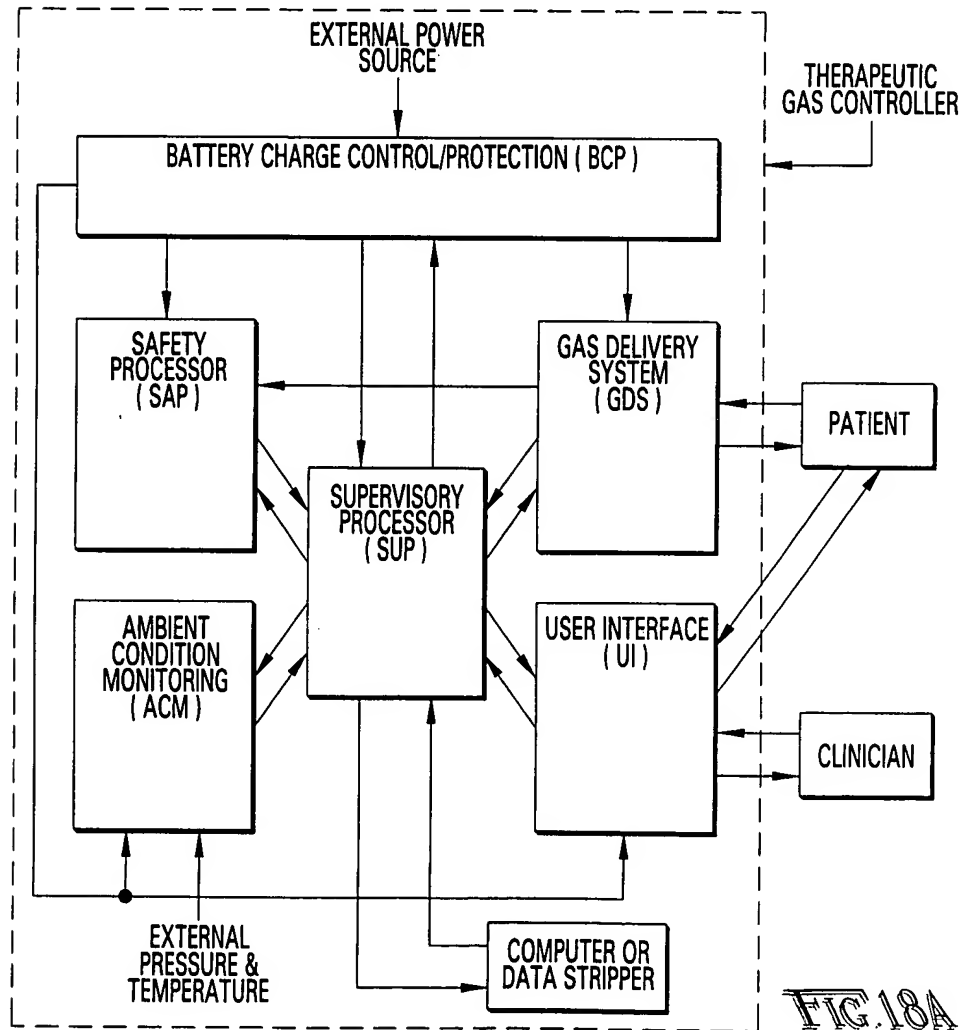 EXTERNAL POWER
SOURCE
THERAPEUTIC
GAS CONTROLLER
BATTERY CHARGE CONTROL/PROTECTION ( BCP )
SAFETY
PROCESSOR
( SAP )
GAS DELIVERY
SYSTEM
( GDS )
PATIENT
SUPERVISORY
PROCESSOR
( SUP )
AMBIENT
CONDITION
MONITORING
( ACM )
USER INTERFACE
( UI )
CLINICIAN
EXTERNAL
PRESSURE &
TEMPERATURE
COMPUTER OR
DATA STRIPPER
FIG. 18A